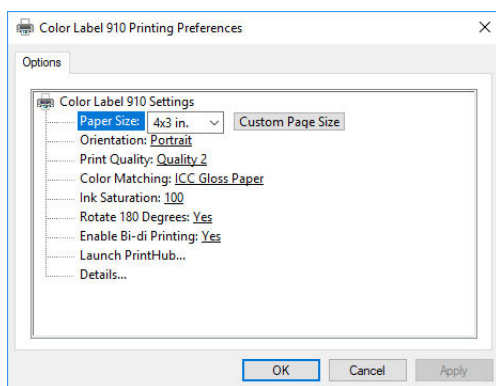 Color Label 910 Printing Preferences
Options
Color Label 910 Settings
Paper Size: 4x3 in. Custom Page Size
Orientation: Portrait
Print Quality: Quality 2
Color Matching: ICC Gloss Paper
Ink Saturation: 100
Rotate 180 Degrees: Yes
Enable Bi-di Printing: Yes
Launch PrintHub...
Details...
OK Cancel Apply